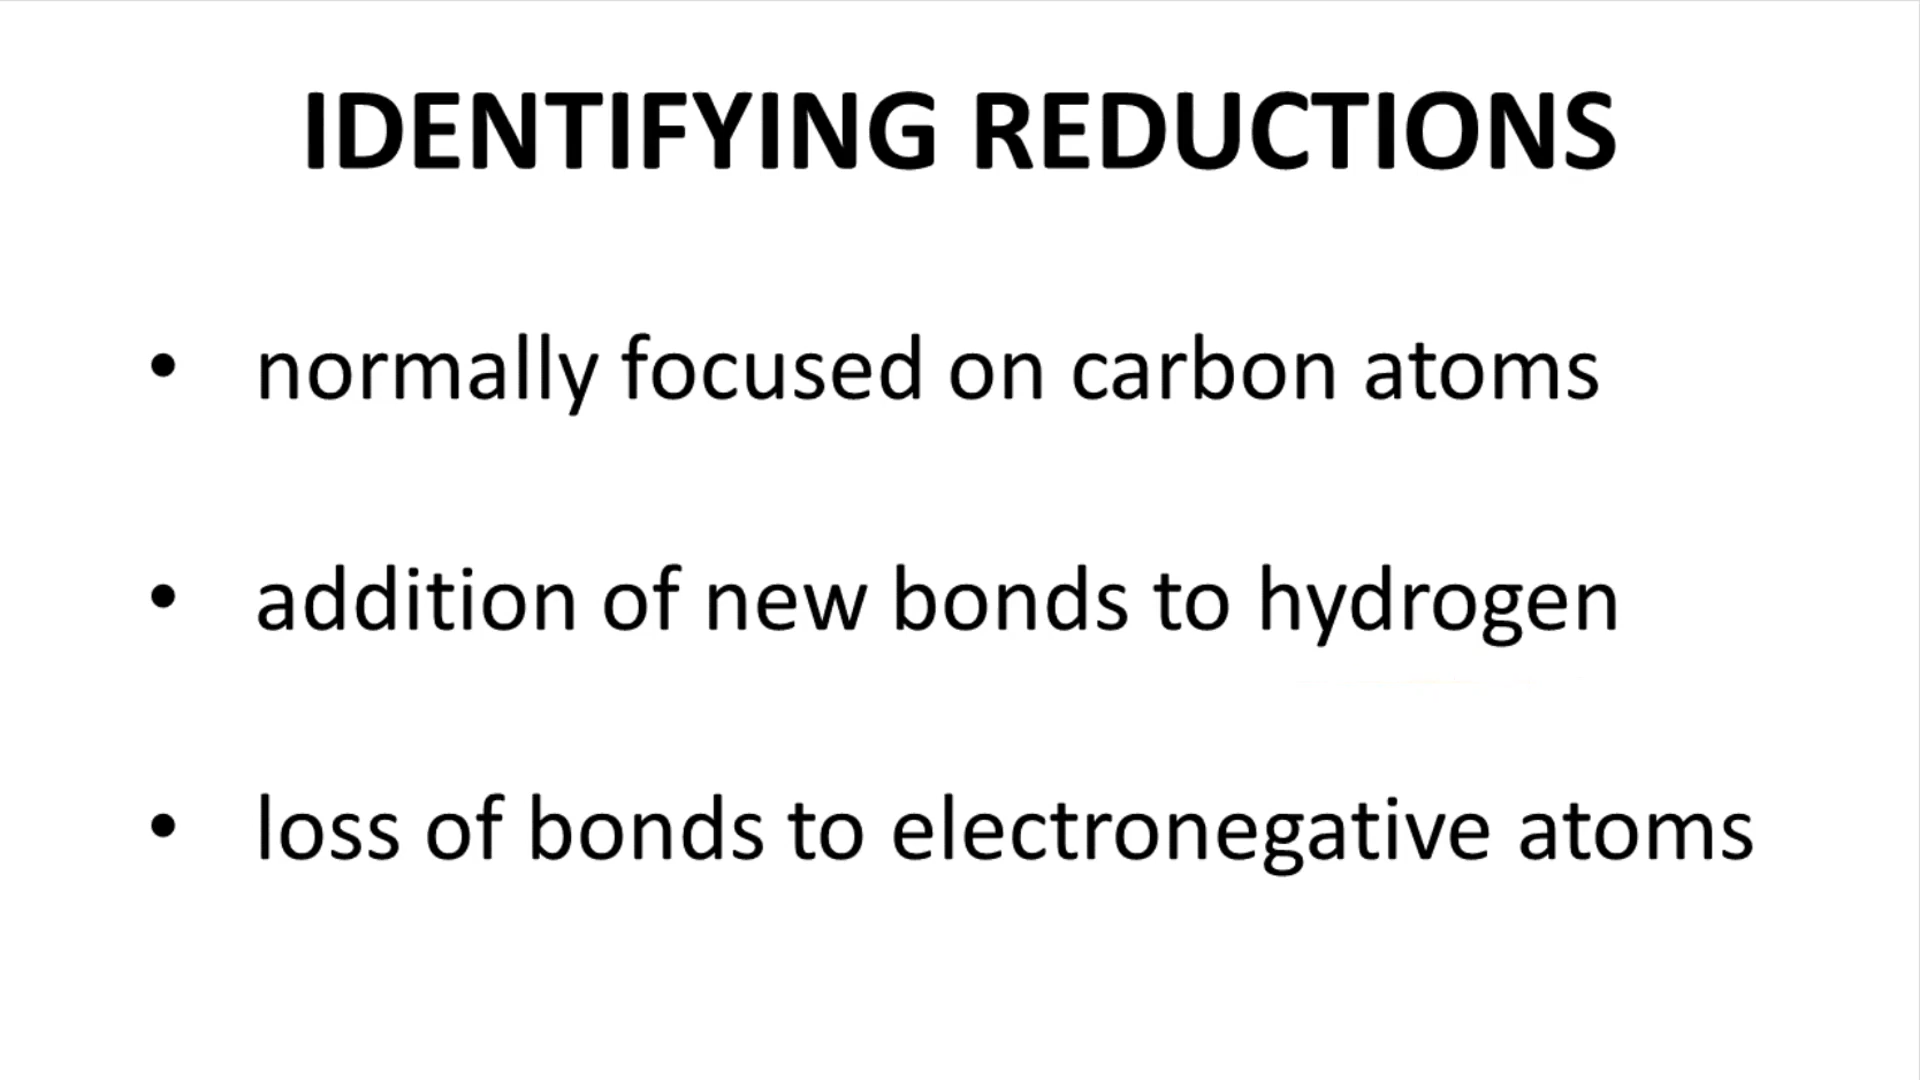 IDENTIFYING REDUCTIONS
• normally focused on carbon atoms
• addition of new bonds to hydrogen
• loss of bonds to electronegative atoms